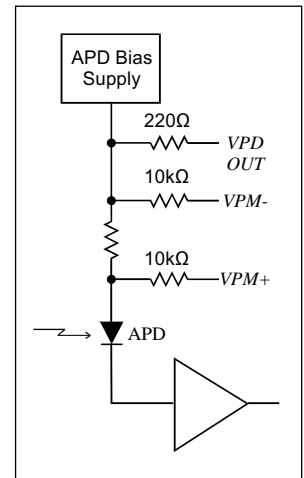 APD Bias
Supply
220Ω
VPD
OUT
10kΩ
VPM-
10kΩ
VPM+
APD